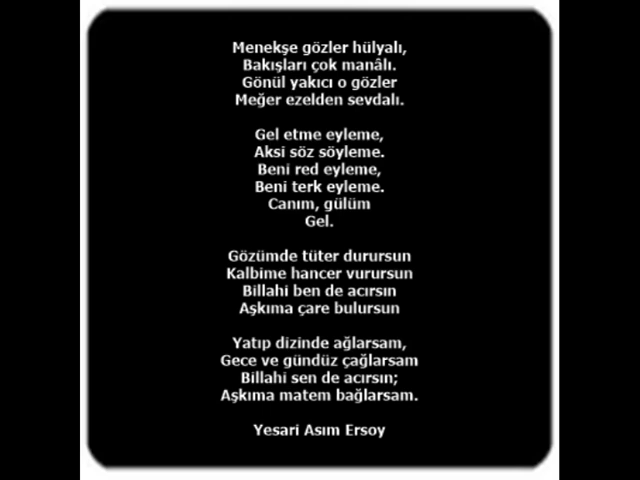 Menekşe gözler hülyalı,
Bakışları çok manâlı.
Gönül yakıcı o gözler
Meğer ezelden sevdalı.
Gel etme eyleme,
Aksi söz söyleme.
Beni red eyleme,
Beni terk eyleme.
Canım, gülüm
Gel.
Gözümde tüter durursun
Kalbime hancer vurursun
Billahi ben de acırsın
Aşkıma çare bulursun
Yatıp dizinde ağlarsam,
Gece ve gündüz çağlarsam
Billahi sen de acırsın;
Aşkıma matem bağlarsam.
Yesari Asım Ersoy